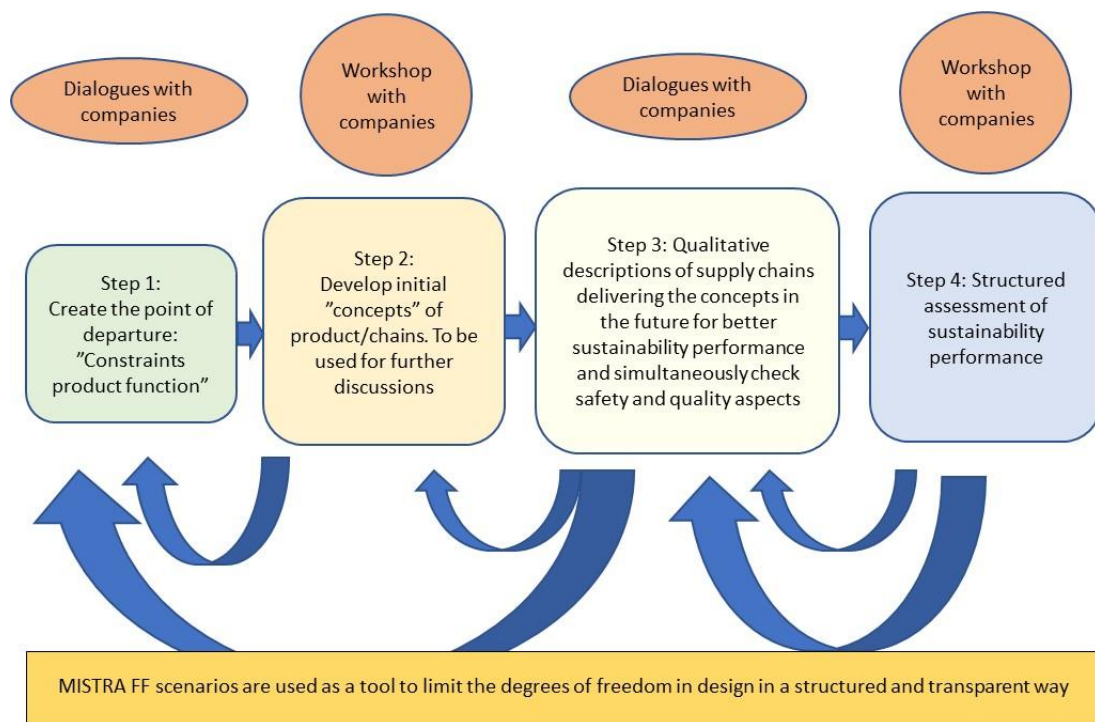 Dialogues with
companies
Workshop
with
companies
Dialogues with
companies
Workshop
with
companies
Step 1:
Create the point of
departure:
”Constraints
product function”
Step 2:
Develop initial
”concepts” of
product/chains. To be
used for further
discussions
Step 3: Qualitative
descriptions of supply chains
delivering the concepts in
the future for better
sustainability performance
and simultaneously check
safety and quality aspects
Step 4: Structured
assessment of
sustainability
performance
MISTRA FF scenarios are used as a tool to limit the degrees of freedom in design in a structured and transparent way